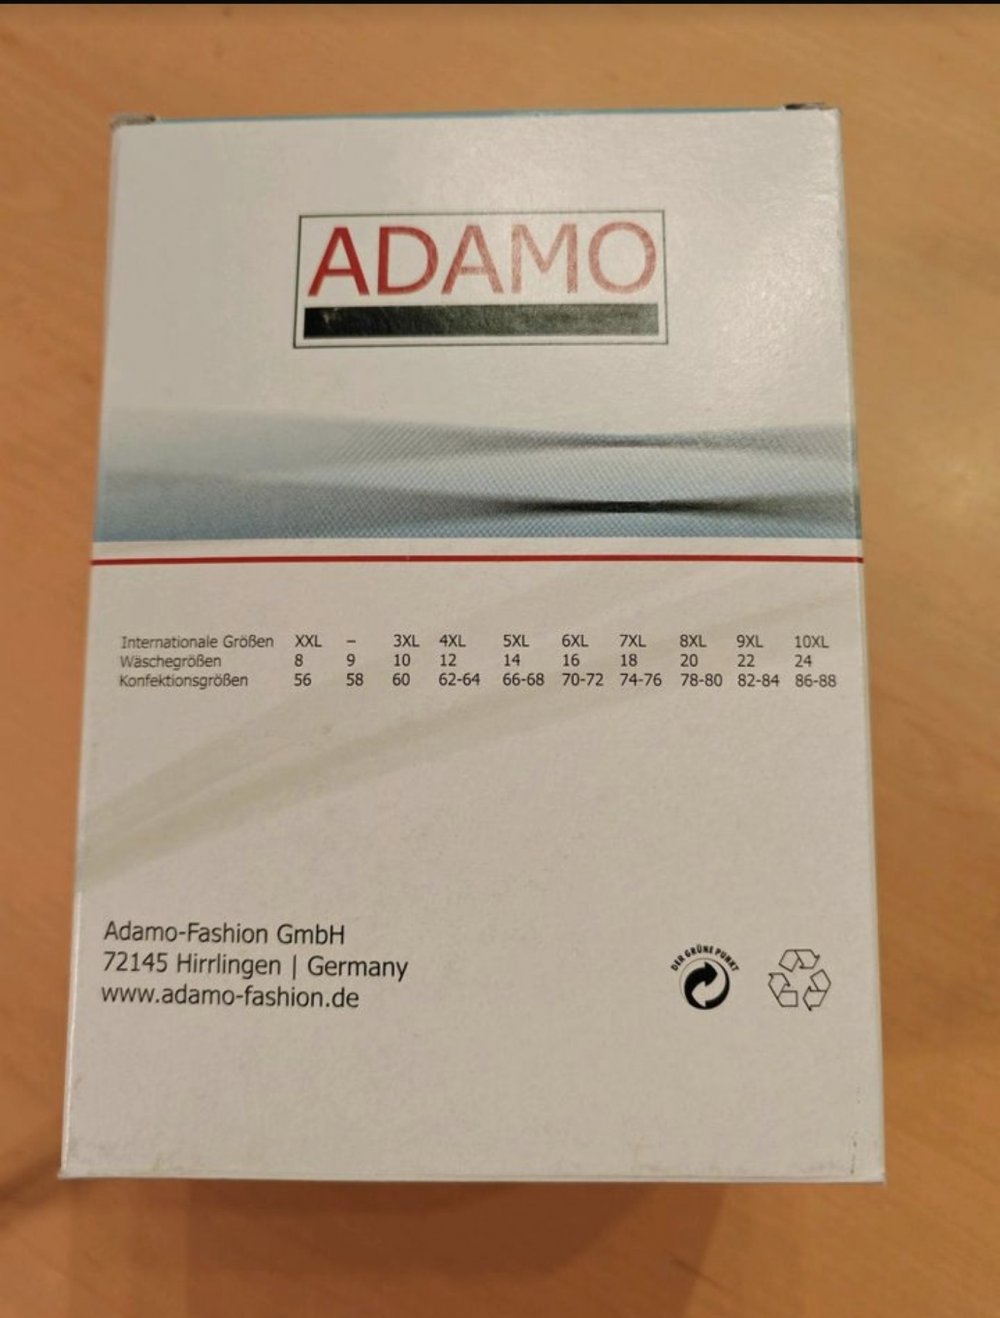 ADAMO
Internationale Größen XXL – 3XL 4XL 5XL 6XL 7XL 8XL 9XL 10XL
Wäschegrößen 8 9 10 12 14 16 18 20 22 24
Konfektionsgrößen 56 58 60 62-64 66-68 70-72 74-76 78-80 82-84 86-88
Adamo-Fashion GmbH
72145 Hirrlingen | Germany
www.adamo-fashion.de
DER GRÜNE PUNKT